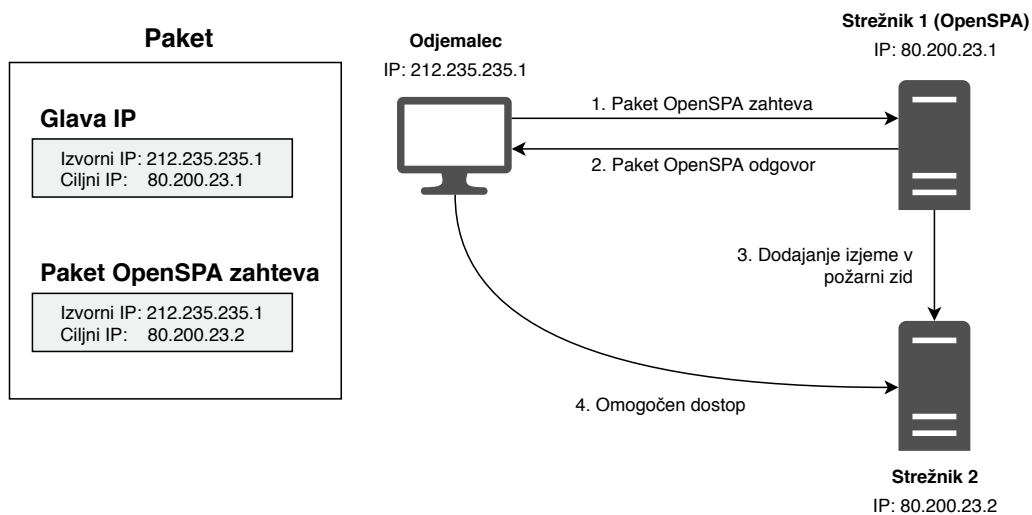 Paket
Glava IP
Izvorni IP: 212.235.235.1
Ciljni IP: 80.200.23.1
Paket OpenSPA zahteva
Izvorni IP: 212.235.235.1
Ciljni IP: 80.200.23.2
Odjemalec
IP: 212.235.235.1
Strežnik 1 (OpenSPA)
IP: 80.200.23.1
1. Paket OpenSPA zahteva
2. Paket OpenSPA odgovor
3. Dodajanje izjeme v
požarni zid
4. Omogočen dostop
Strežnik 2
IP: 80.200.23.2